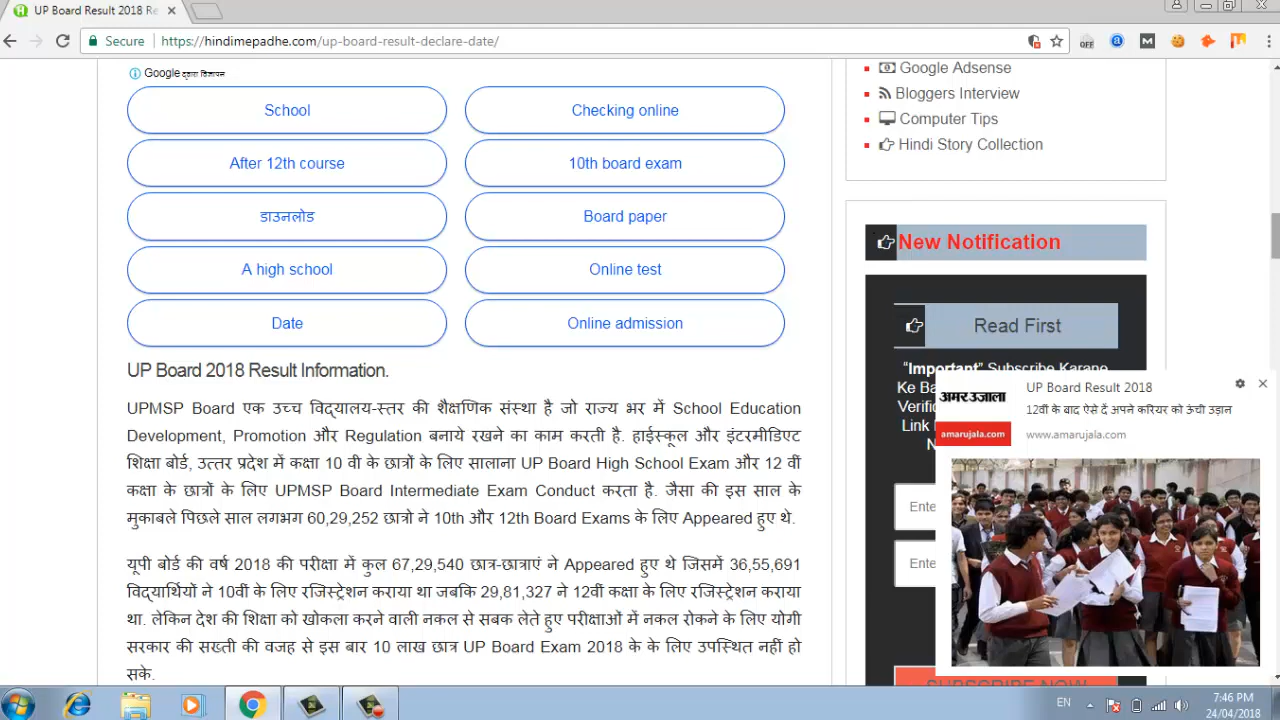 UP Board Result 2018 Re
Secure
https://hindimepadhe.com/up-board-result-declare-date/
Google द्वारा विज्ञापन
School
Checking online
After 12th course
10th board exam
डाउनलोड
Board paper
A high school
Online test
Date
Online admission
UP Board 2018 Result Information.
UPMSP Board एक उच्च विद्यालय-स्तर की शैक्षणिक संस्था है जो राज्य भर में School Education
Development, Promotion और Regulation बनाये रखने का काम करती है. हाईस्कूल और इंटरमीडिएट
शिक्षा बोर्ड, उत्तर प्रदेश में कक्षा 10 वी के छात्रों के लिए सालाना UP Board High School Exam और 12 वीं
कक्षा के छात्रों के लिए UPMSP Board Intermediate Exam Conduct करता है. जैसा की इस साल के
मुकाबले पिछले साल लगभग 60,29,252 छात्रों ने 10th और 12th Board Exams के लिए Appeared हुए थे.
यूपी बोर्ड की वर्ष 2018 की परीक्षा में कुल 67,29,540 छात्र-छात्राएं ने Appeared हुए थे जिसमें 36,55,691
विद्यार्थियों ने 10वीं के लिए रजिस्ट्रेशन कराया था जबकि 29,81,327 ने 12वीं कक्षा के लिए रजिस्ट्रेशन कराया
था. लेकिन देश की शिक्षा को खोकला करने वाली नकल से सबक लेते हुए परीक्षाओं में नकल रोकने के लिए योगी
सरकार की सख्ती की वजह से इस बार 10 लाख छात्र UP Board Exam 2018 के के लिए उपस्थित नहीं हो
सके.
Google Adsense
Bloggers Interview
Computer Tips
Hindi Story Collection
New Notification
Read First
“Important” Subscribe Karane
Ke Ba
Verific
Link
Enter
Enter
SUBSCRIBE NOW
अमरउजाला
amarujala.com
UP Board Result 2018
12वीं के बाद ऐसे दें अपने करियर को ऊंची उड़ान
www.amarujala.com
EN
7:46 PM
24/04/2018